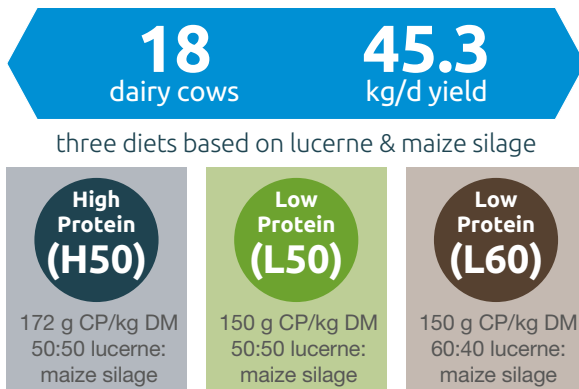 18
dairy cows
45.3
kg/d yield
three diets based on lucerne & maize silage
High
Protein
(H50)
172 g CP/kg DM
50:50 lucerne:
maize silage
Low
Protein
(L50)
150 g CP/kg DM
50:50 lucerne:
maize silage
Low
Protein
(L60)
150 g CP/kg DM
60:40 lucerne:
maize silage